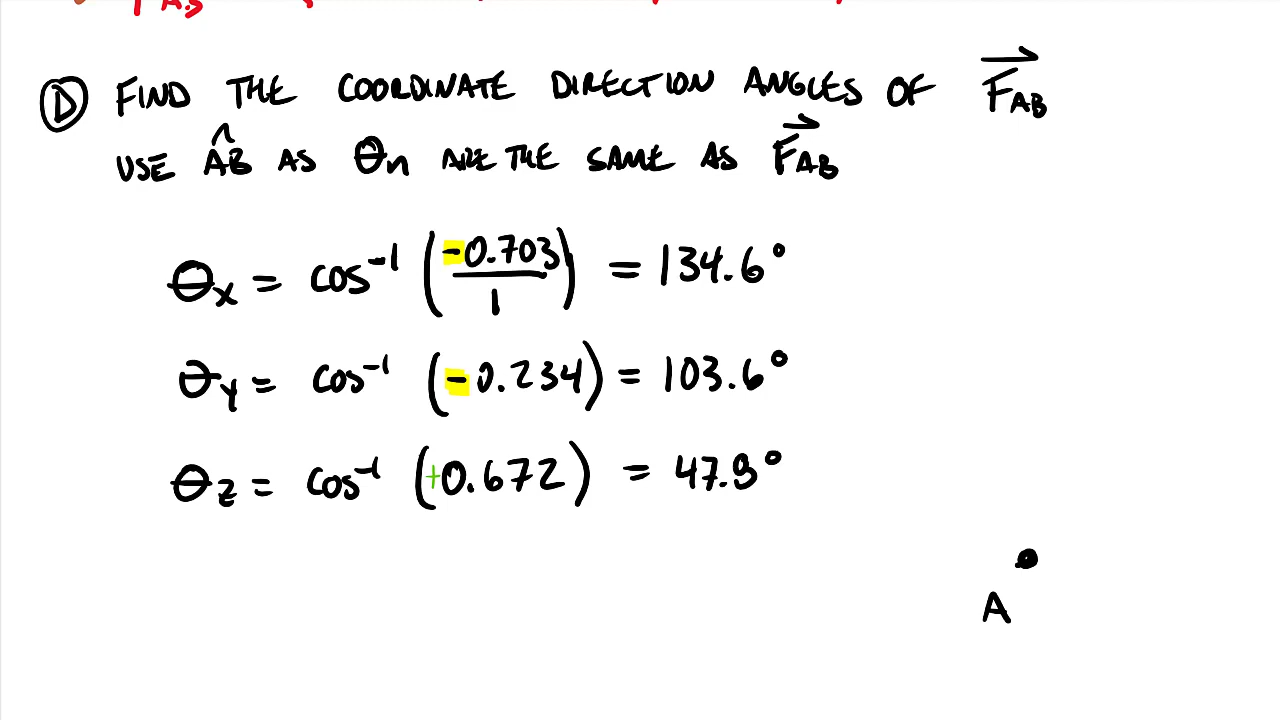 F AB
Ⓓ FIND THE COORDINATE DIRECTION ANGLES OF F⃗AB
USE ÂB AS θn ARE THE SAME AS F⃗AB
θx = cos⁻¹ (-0.703/1) = 134.6°
θy = cos⁻¹ (-0.234) = 103.6°
θz = cos⁻¹ (+0.672) = 47.8°
A